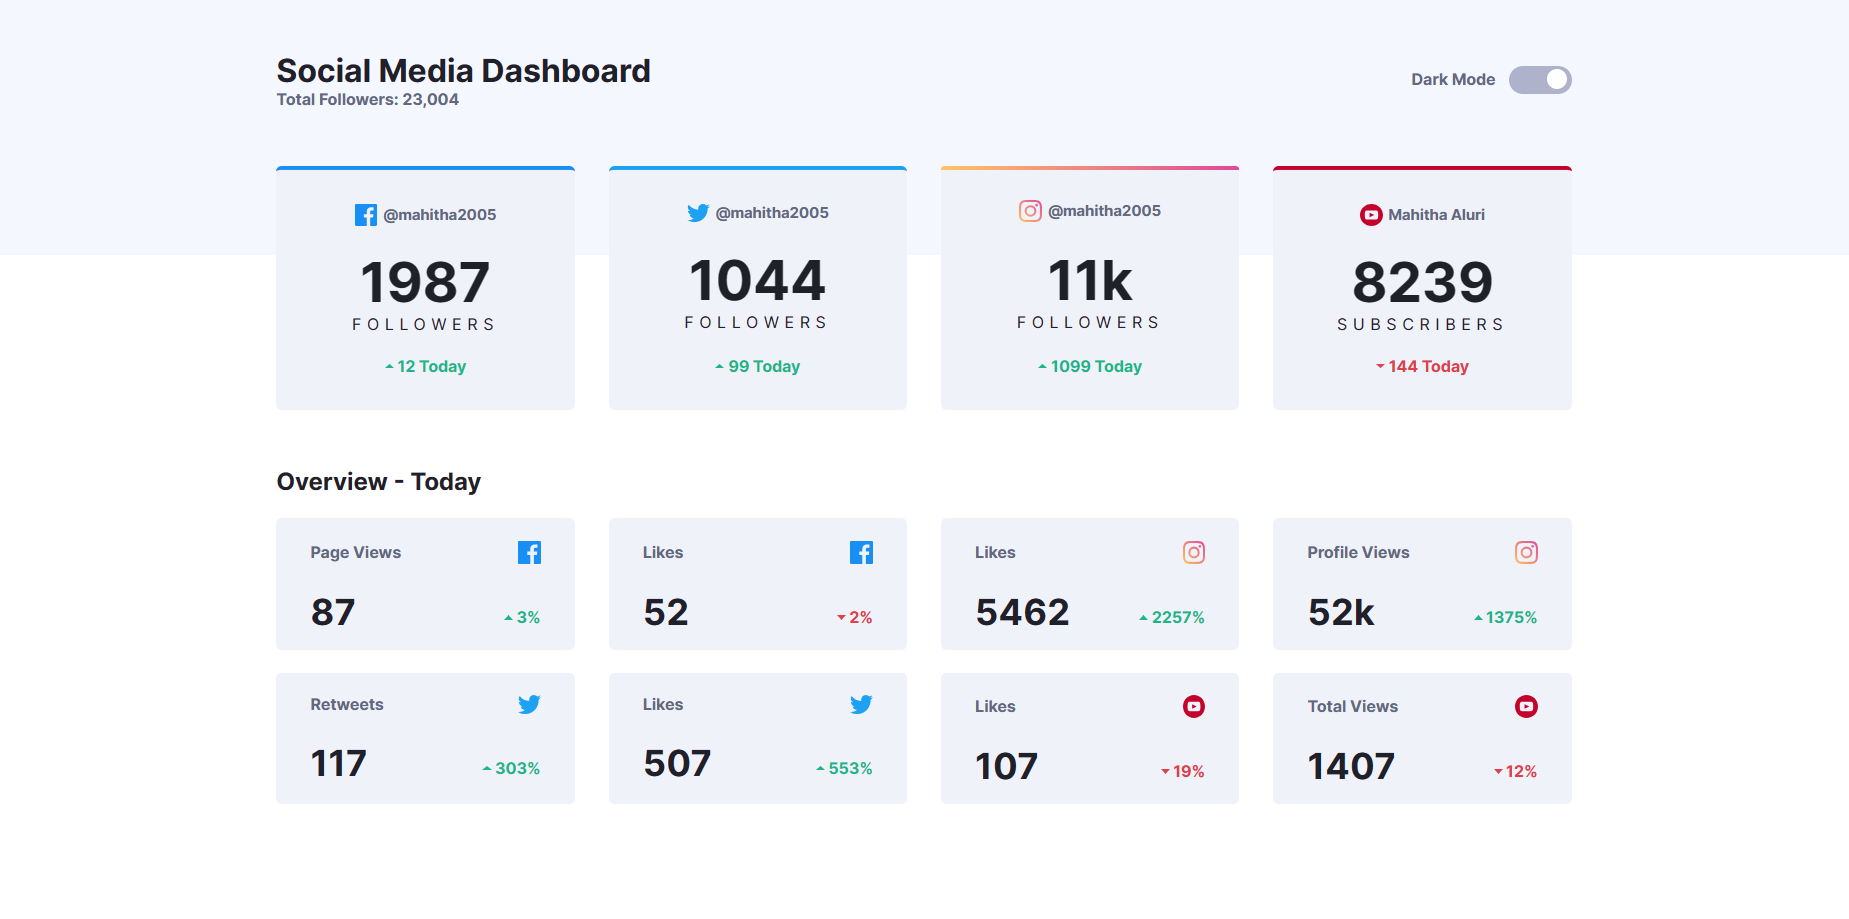 Social Media Dashboard
Total Followers: 23,004
Dark Mode
@mahitha2005
1987
FOLLOWERS
12 Today
@mahitha2005
1044
FOLLOWERS
99 Today
@mahitha2005
11k
FOLLOWERS
1099 Today
Mahitha Aluri
8239
SUBSCRIBERS
144 Today
Overview - Today
Page Views
87
3%
Likes
52
2%
Likes
5462
2257%
Profile Views
52k
1375%
Retweets
117
303%
Likes
507
553%
Likes
107
19%
Total Views
1407
12%